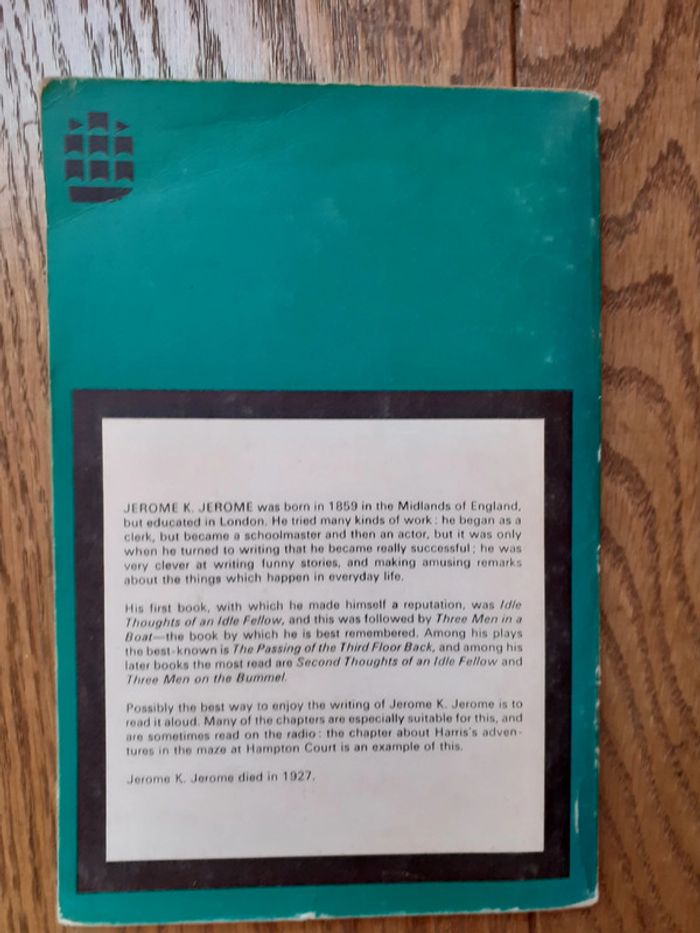 JEROME K. JEROME was born in 1859 in the Midlands of England,
but educated in London. He tried many kinds of work : he began as a
clerk, but became a schoolmaster and then an actor, but it was only
when he turned to writing that he became really successful ; he was
very clever at writing funny stories, and making amusing remarks
about the things which happen in everyday life.
His first book, with which he made himself a reputation, was Idle
Thoughts of an Idle Fellow, and this was followed by Three Men in a
Boat—the book by which he is best remembered. Among his plays
the best-known is The Passing of the Third Floor Back, and among his
later books the most read are Second Thoughts of an Idle Fellow and
Three Men on the Bummel.
Possibly the best way to enjoy the writing of Jerome K. Jerome is to
read it aloud. Many of the chapters are especially suitable for this, and
are sometimes read on the radio : the chapter about Harris's adven-
tures in the maze at Hampton Court is an example of this.
Jerome K. Jerome died in 1927.